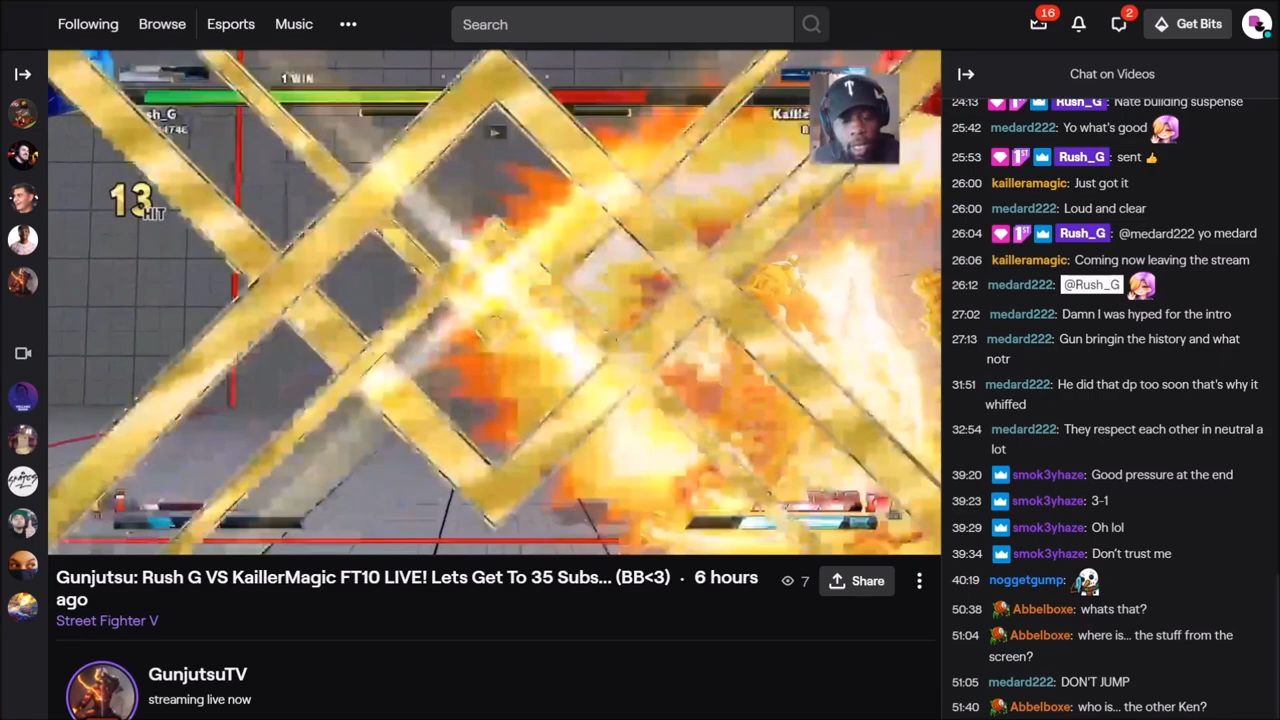 Following Browse Esports Music
Search
16
2
Get Bits
1 WIN
sh_G
13
HIT
Gunjutsu: Rush G VS KaillerMagic FT10 LIVE! Lets Get To 35 Subs... (BB<3) · 6 hours
ago
7
Share
Street Fighter V
GunjutsuTV
streaming live now
Chat on Videos
24:13 1ST Rush_G: Nate building suspense
25:42 medard222: Yo what's good
25:53 1ST Rush_G: sent
26:00 kailleramagic: Just got it
26:00 medard222: Loud and clear
26:04 1ST Rush_G: @medard222 yo medard
26:06 kailleramagic: Coming now leaving the stream
26:12 medard222: @Rush_G
27:02 medard222: Damn I was hyped for the intro
27:13 medard222: Gun bringin the history and what
notr
31:51 medard222: He did that dp too soon that's why it
whiffed
32:54 medard222: They respect each other in neutral a
lot
39:20 smok3yhaze: Good pressure at the end
39:23 smok3yhaze: 3-1
39:29 smok3yhaze: Oh lol
39:34 smok3yhaze: Don't trust me
40:19 noggetgump:
50:38 Abbelboxe: whats that?
51:04 Abbelboxe: where is... the stuff from the
screen?
51:05 medard222: DON'T JUMP
51:40 Abbelboxe: who is... the other Ken?